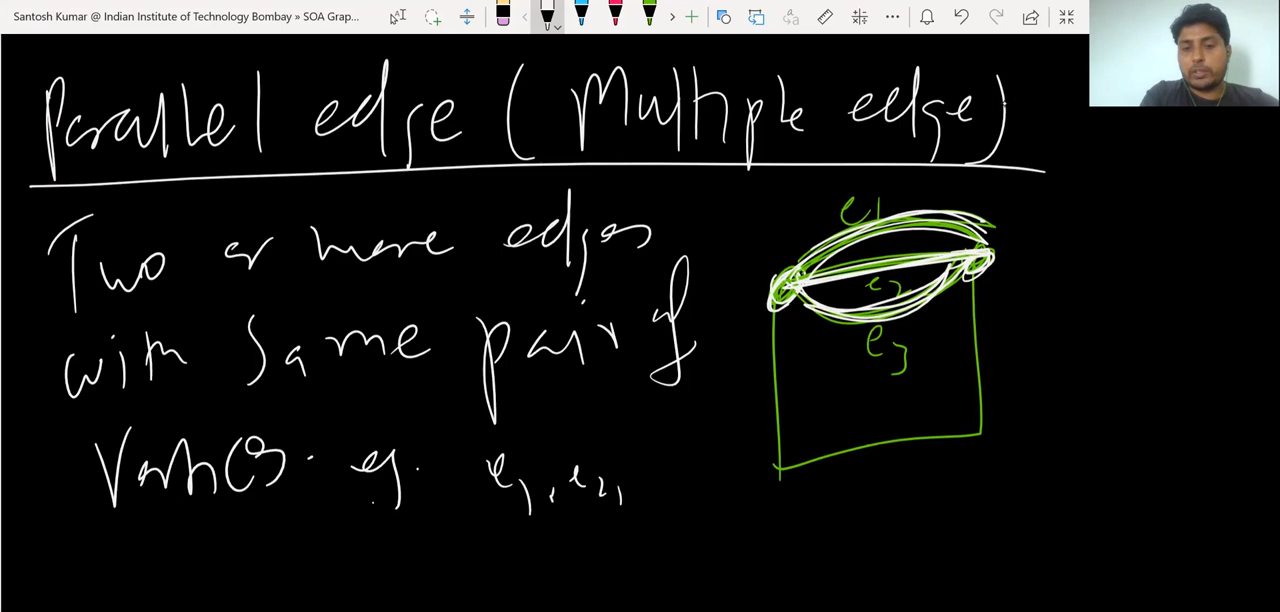 Santosh Kumar @ Indian Institute of Technology Bombay » SOA Grap...
Parallel edge ( Multiple edge)
Two or more edges
with same pair of
Vertices. eg. e1, e2,
e1
e2
e3